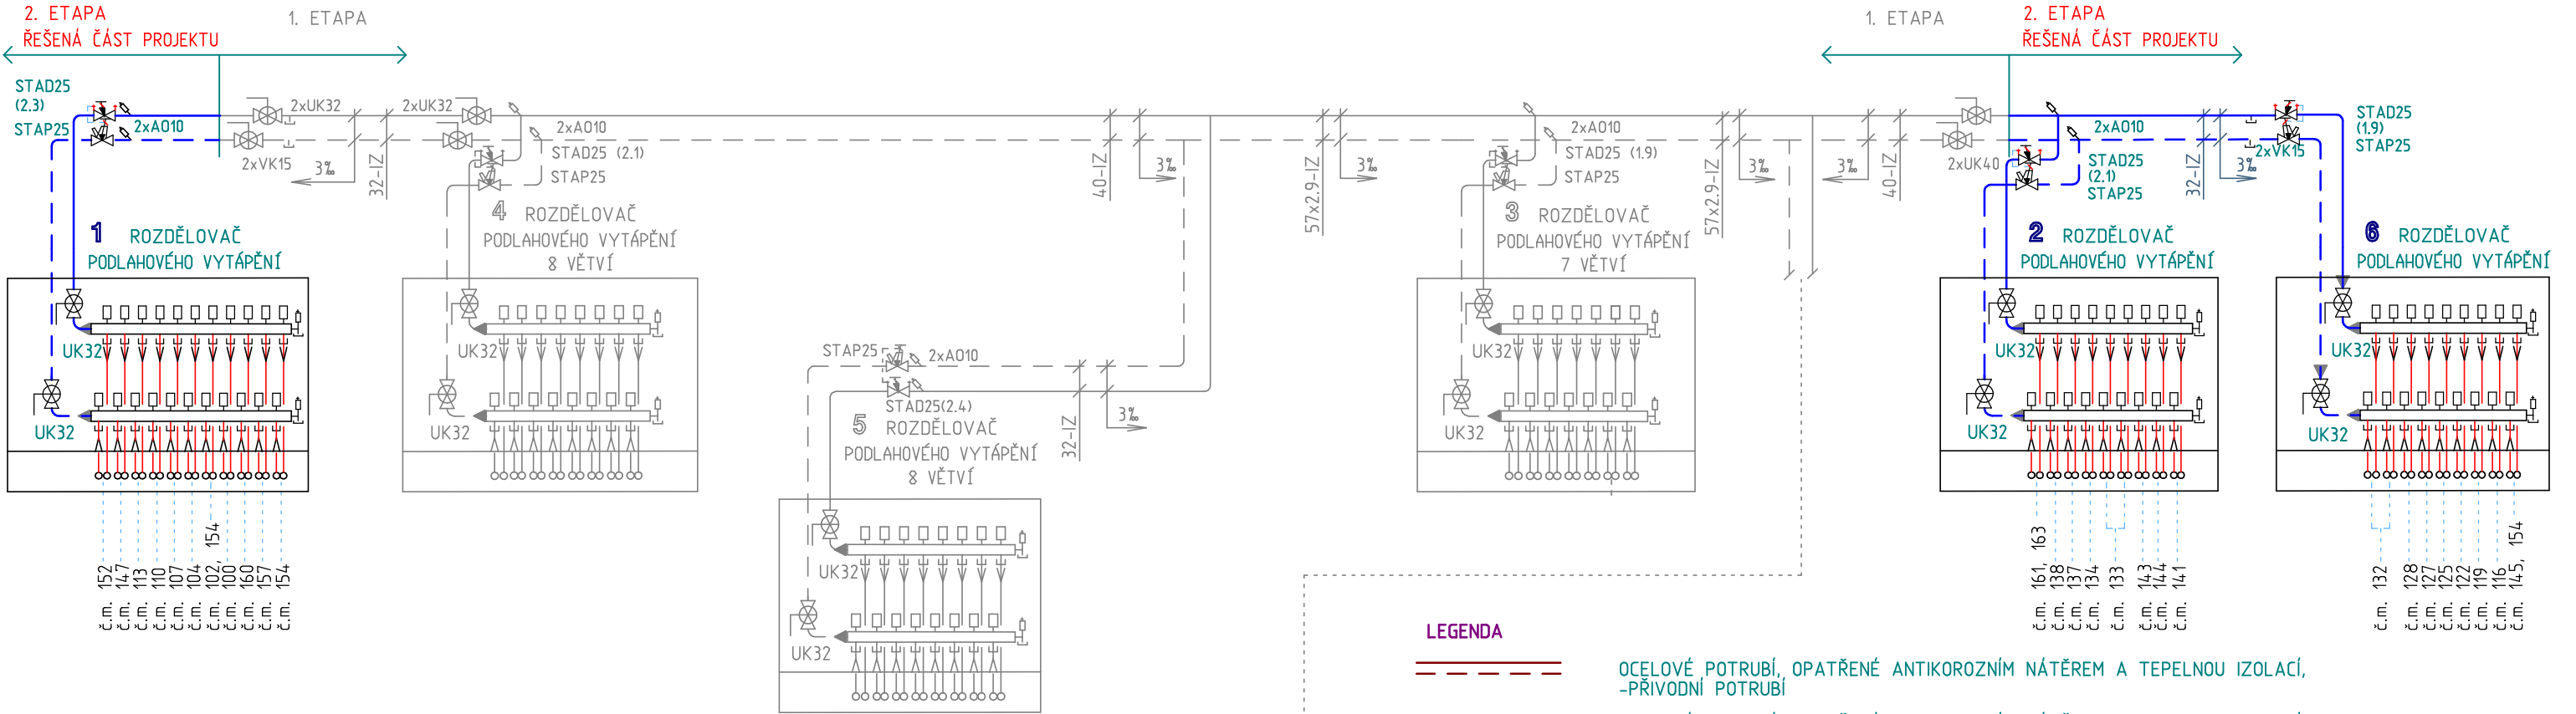 2. ETAPA
ŘEŠENÁ ČÁST PROJEKTU
1. ETAPA
1. ETAPA
2. ETAPA
ŘEŠENÁ ČÁST PROJEKTU
STAD25
(2.3)
STAP25
2xAO10
2xUK32
2xVK15
3‰
32-IZ
2xUK32
2xAO10
STAD25 (2.1)
STAP25
40-IZ
3‰
57x2.9-IZ
3‰
2xAO10
STAD25 (1.9)
STAP25
57x2.9-IZ
3‰
3‰
40-IZ
2xUK40
2xAO10
STAD25
(2.1)
STAP25
32-IZ
3‰
2xVK15
STAD25
(1.9)
STAP25
1 ROZDĚLOVAČ
PODLAHOVÉHO VYTÁPĚNÍ
UK32
UK32
č.m. 152
č.m. 147
č.m. 113
č.m. 110
č.m. 107
č.m. 104
č.m. 102, 154
č.m. 100
č.m. 160
č.m. 157
č.m. 154
4 ROZDĚLOVAČ
PODLAHOVÉHO VYTÁPĚNÍ
8 VĚTVÍ
UK32
UK32
STAP25
2xAO10
STAD25(2.4)
32-IZ
3‰
5 ROZDĚLOVAČ
PODLAHOVÉHO VYTÁPĚNÍ
8 VĚTVÍ
UK32
UK32
3 ROZDĚLOVAČ
PODLAHOVÉHO VYTÁPĚNÍ
7 VĚTVÍ
UK32
UK32
2 ROZDĚLOVAČ
PODLAHOVÉHO VYTÁPĚNÍ
UK32
UK32
č.m. 161, 163
č.m. 138
č.m. 137
č.m. 134
č.m. 133
č.m. 143
č.m. 144
č.m. 141
6 ROZDĚLOVAČ
PODLAHOVÉHO VYTÁPĚNÍ
UK32
UK32
č.m. 132
č.m. 128
č.m. 127
č.m. 125
č.m. 122
č.m. 119
č.m. 116
č.m. 145, 154
LEGENDA
OCELOVÉ POTRUBÍ, OPATŘENÉ ANTIKOROZNÍM NÁTĚREM A TEPELNOU IZOLACÍ,
-PŘIVODNÍ POTRUBÍ